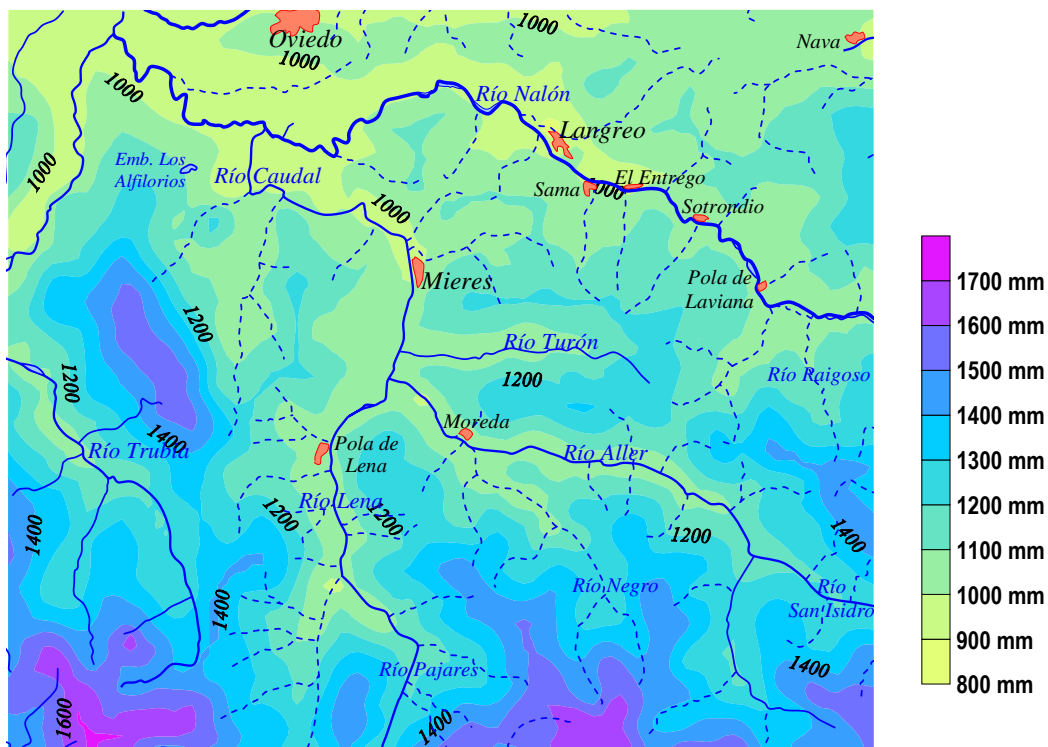 1000
Oviedo
1000
Nava
1000
Río Nalón
Langreo
Emb. Los
Alfilorios
Río Caudal
1000
Sama
El Entrego
1000
Sotrondio
1000
Mieres
Pola de
Laviana
1200
Río Turón
1200
1200
Río Raigoso
Moreda
1400
Río Trubia
Pola de
Lena
Río Aller
Río Lena
1200
1200
1400
1200
1400
Río Negro
Río
San Isidro
1400
Río Pajares
1400
1600
1400
1700 mm
1600 mm
1500 mm
1400 mm
1300 mm
1200 mm
1100 mm
1000 mm
900 mm
800 mm